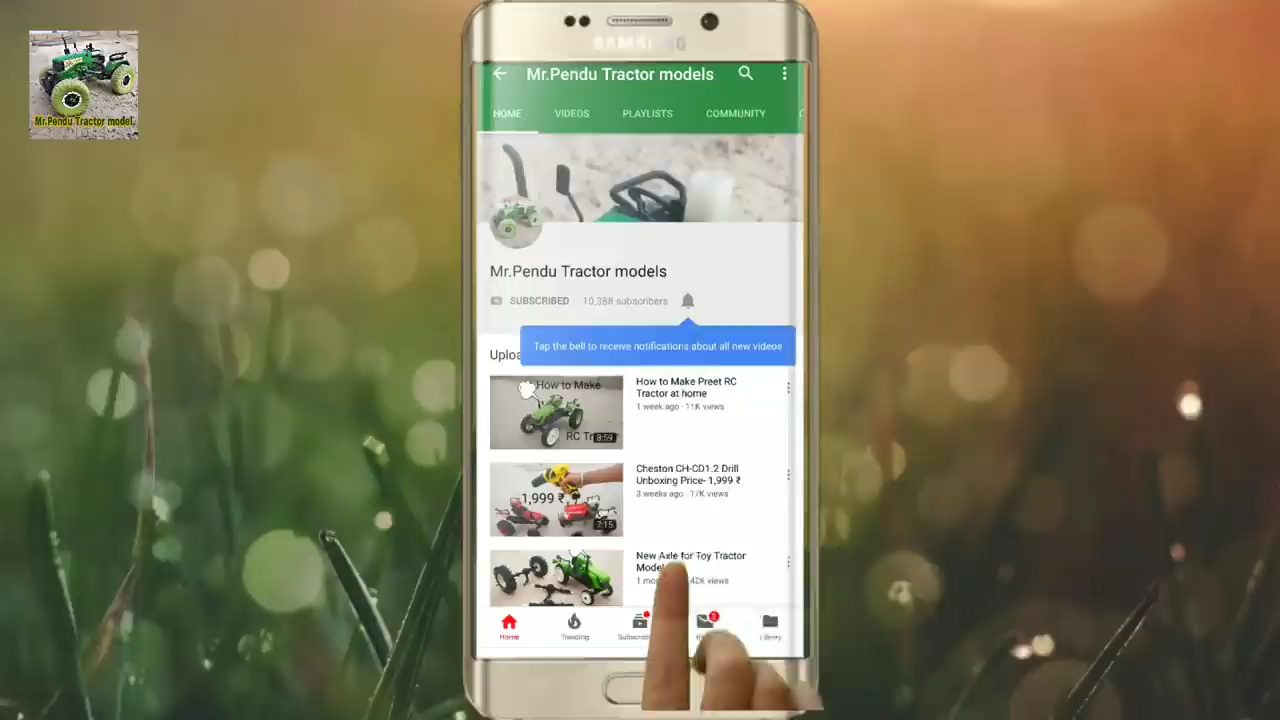 SAMSUNG
Mr.Pendu Tractor model.
Mr.Pendu Tractor models
HOME VIDEOS PLAYLISTS COMMUNITY
Mr.Pendu Tractor models
SUBSCRIBED 10,388 subscribers
Tap the bell to receive notifications about all new videos
How to Make
RC
8:59
How to Make Preet RC
Tractor at home
1 week ago · 11K views
1,999 ₹
7:15
Cheston CH-CD1.2 Drill
Unboxing Price- 1,999 ₹
3 weeks ago · 17K views
New Axle for Toy Tractor
42K views
Home Trending